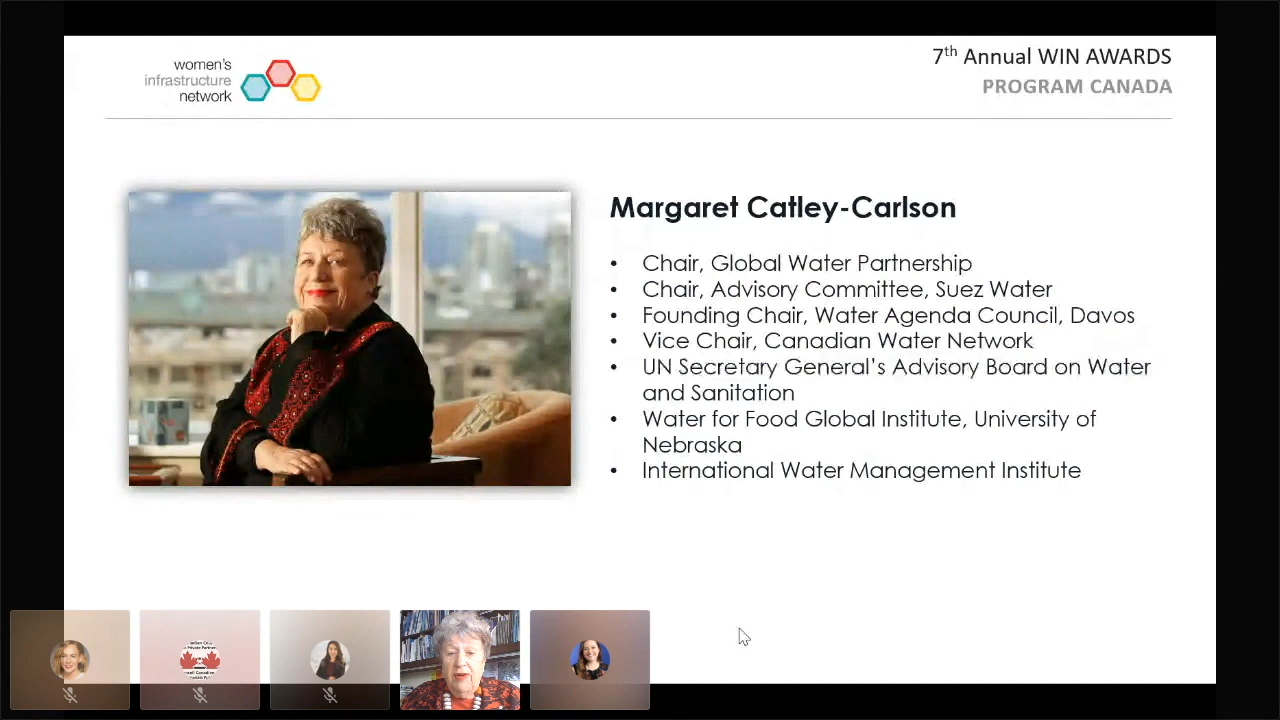 women's
infrastructure
network
7th Annual WIN AWARDS
PROGRAM CANADA
Margaret Catley-Carlson
• Chair, Global Water Partnership
• Chair, Advisory Committee, Suez Water
• Founding Chair, Water Agenda Council, Davos
• Vice Chair, Canadian Water Network
• UN Secretary General's Advisory Board on Water
and Sanitation
• Water for Food Global Institute, University of
Nebraska
• International Water Management Institute